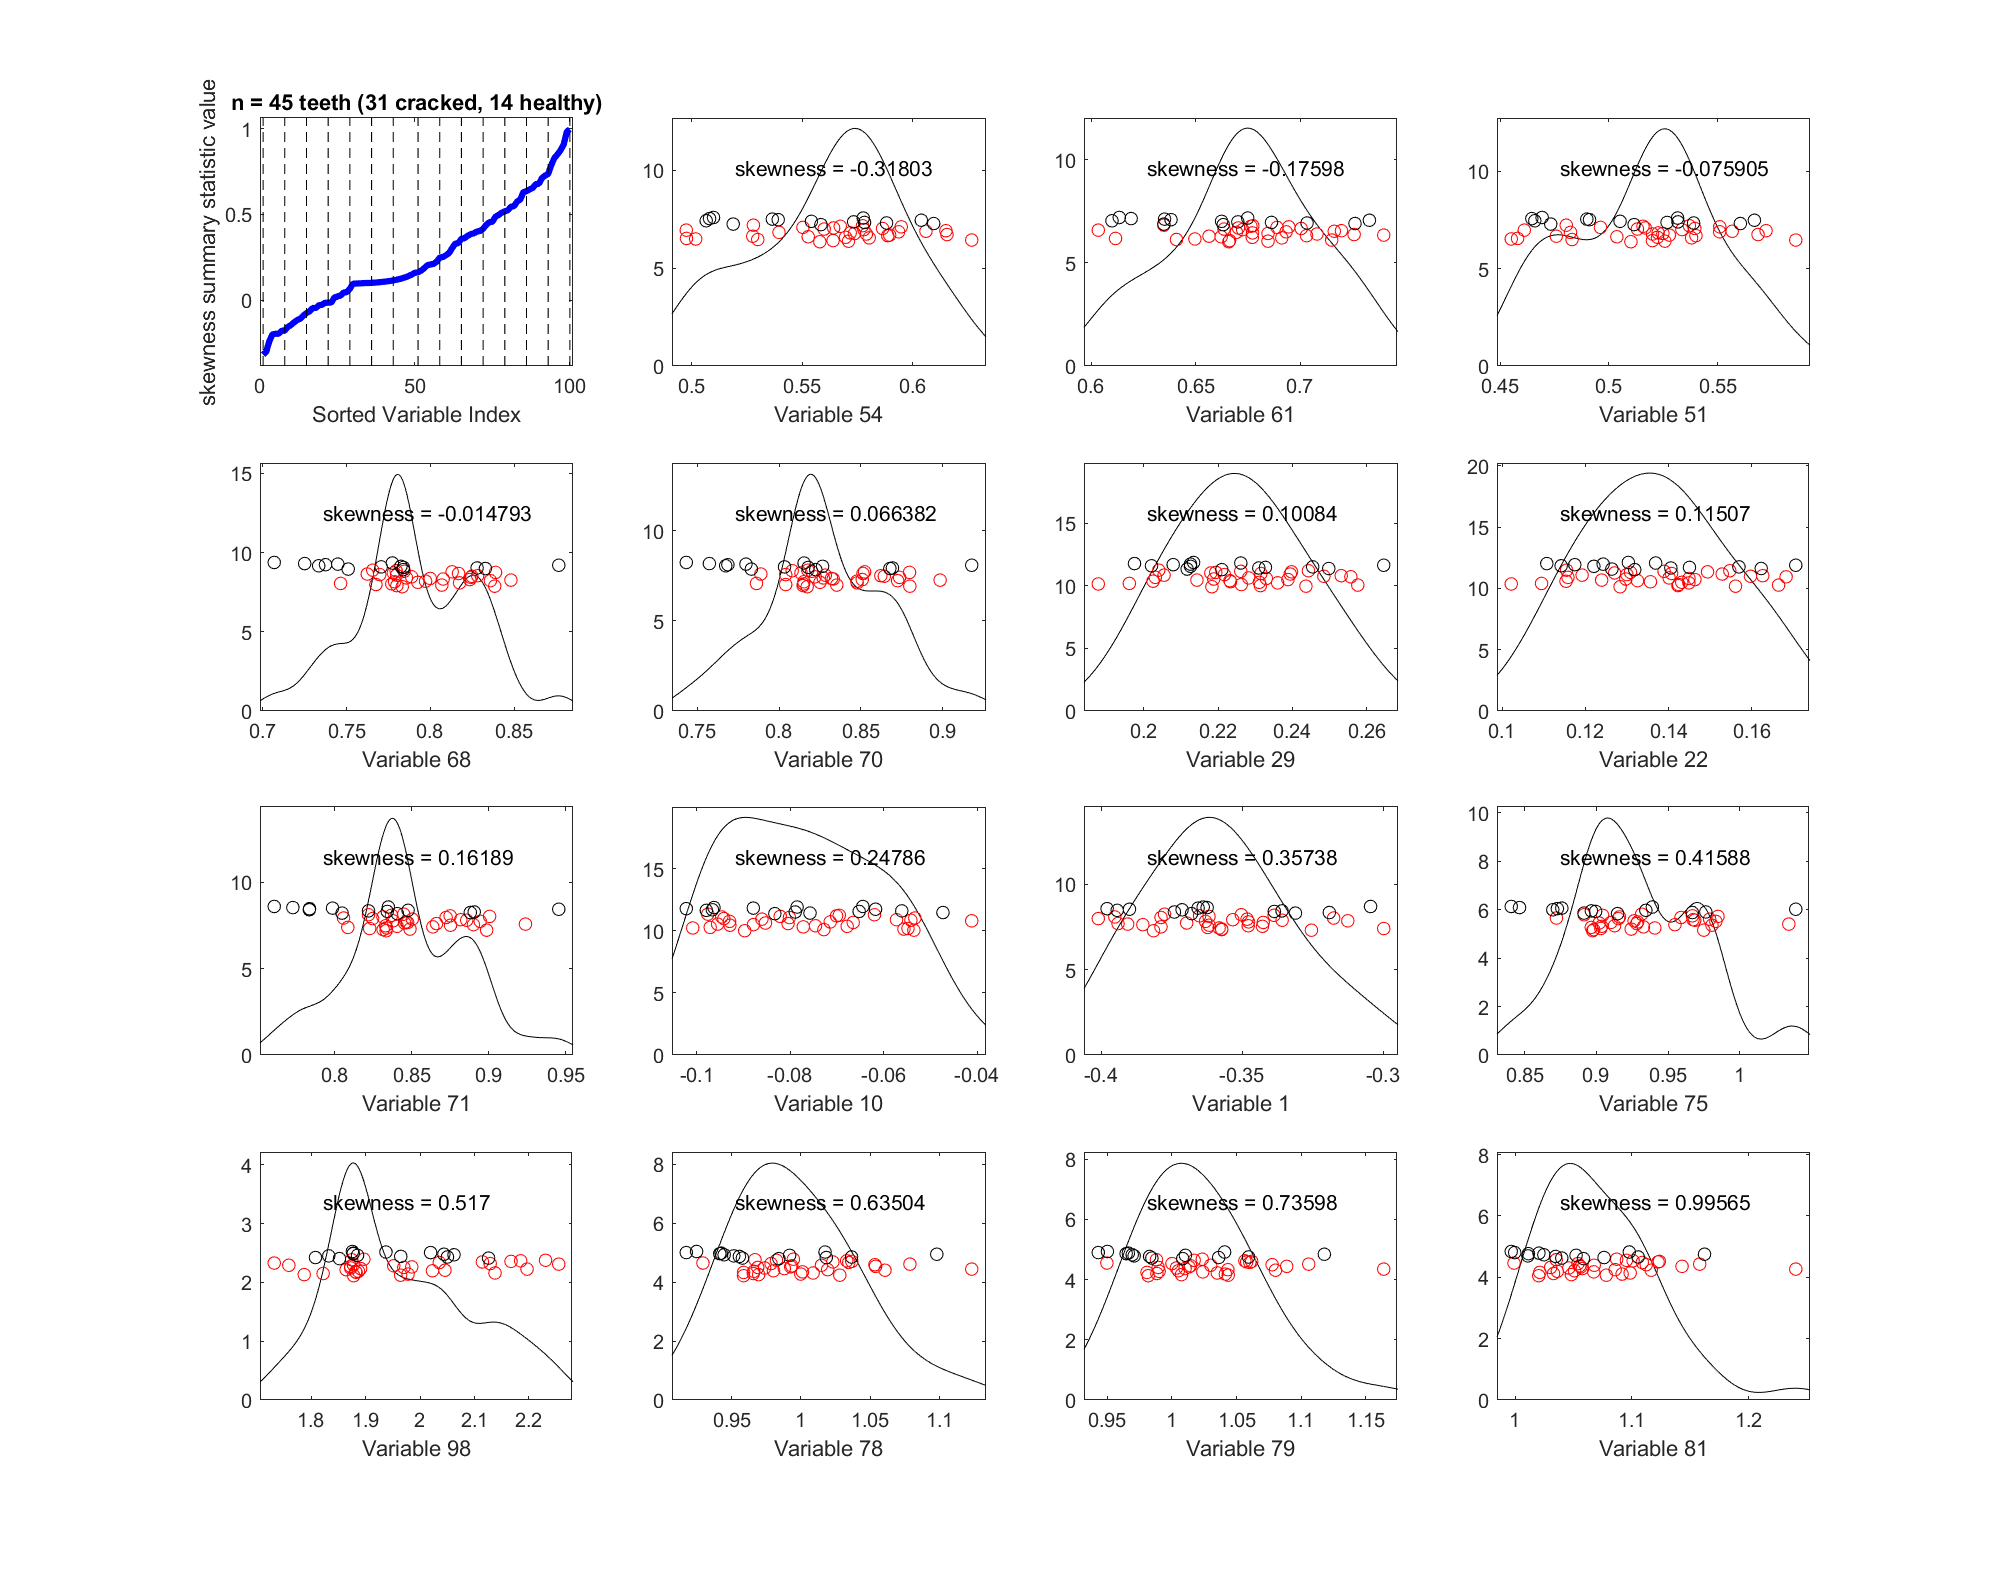 n = 45 teeth (31 cracked, 14 healthy)
skewness summary statistic value
1
0.5
0
0 50 100
Sorted Variable Index
skewness = -0.31803
10
5
0
0.5 0.55 0.6
Variable 54
skewness = -0.17598
10
5
0
0.6 0.65 0.7
Variable 61
skewness = -0.075905
10
5
0
0.45 0.5 0.55
Variable 51
skewness = -0.014793
15
10
5
0
0.7 0.75 0.8 0.85
Variable 68
skewness = 0.066382
10
5
0
0.75 0.8 0.85 0.9
Variable 70
skewness = 0.10084
15
10
5
0
0.2 0.22 0.24 0.26
Variable 29
skewness = 0.11507
20
15
10
5
0
0.1 0.12 0.14 0.16
Variable 22
skewness = 0.16189
10
5
0
0.8 0.85 0.9 0.95
Variable 71
skewness = 0.24786
15
10
5
0
-0.1 -0.08 -0.06 -0.04
Variable 10
skewness = 0.35738
10
5
0
-0.4 -0.35 -0.3
Variable 1
skewness = 0.41588
10
8
6
4
2
0
0.85 0.9 0.95 1
Variable 75
skewness = 0.517
4
3
2
1
0
1.8 1.9 2 2.1 2.2
Variable 98
skewness = 0.63504
8
6
4
2
0
0.95 1 1.05 1.1
Variable 78
skewness = 0.73598
8
6
4
2
0
0.95 1 1.05 1.1 1.15
Variable 79
skewness = 0.99565
8
6
4
2
0
1 1.1 1.2
Variable 81